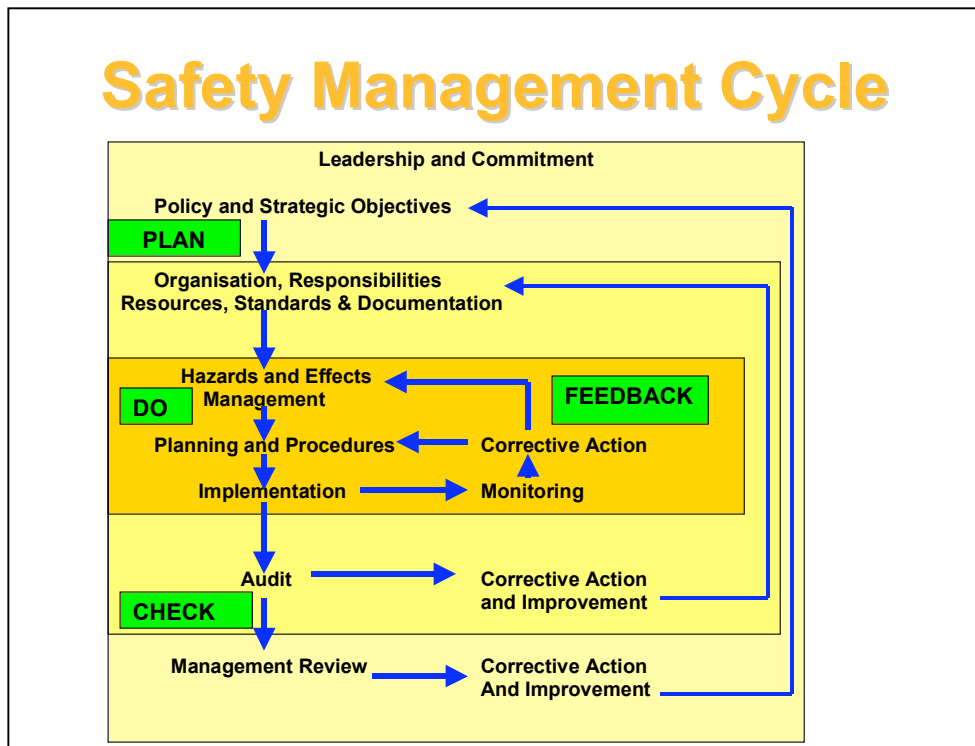 Safety Management Cycle
Leadership and Commitment
Policy and Strategic Objectives
PLAN
Organisation, Responsibilities
Resources, Standards & Documentation
Hazards and Effects
Management
DO
FEEDBACK
Planning and Procedures
Corrective Action
Implementation
Monitoring
Audit
Corrective Action
and Improvement
CHECK
Management Review
Corrective Action
And Improvement